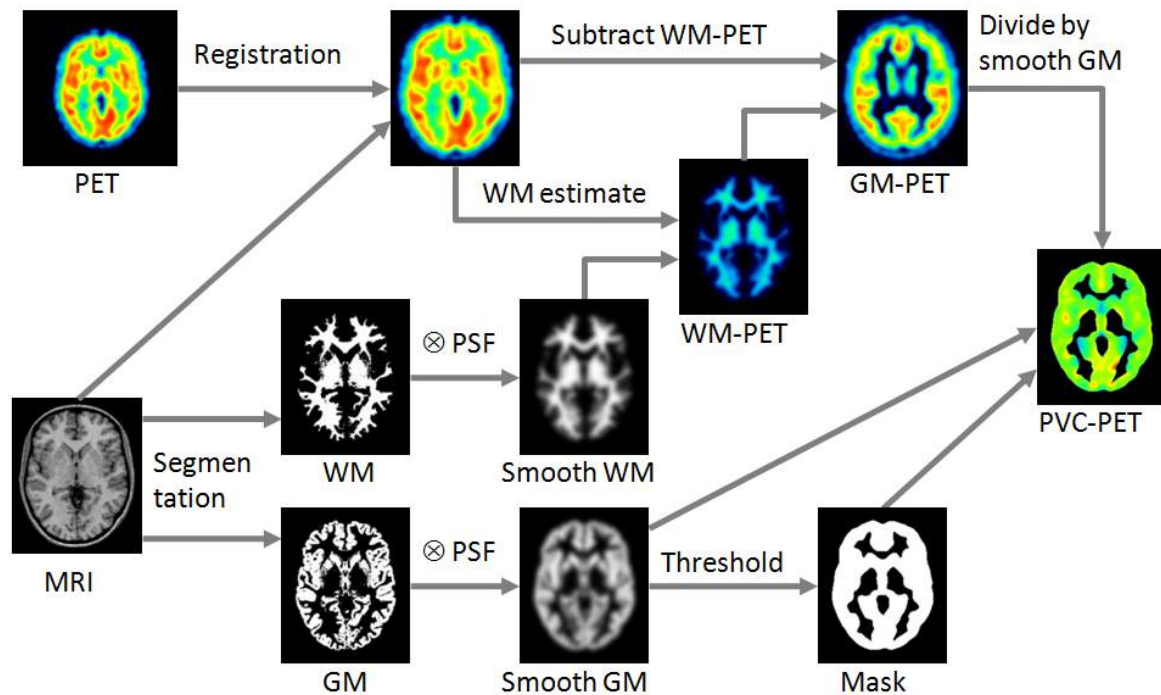 Registration
Subtract WM-PET
Divide by
smooth GM
PET
GM-PET
WM estimate
WM-PET
⊗ PSF
PVC-PET
WM
Smooth WM
Segmen
tation
MRI
⊗ PSF
Threshold
GM
Smooth GM
Mask